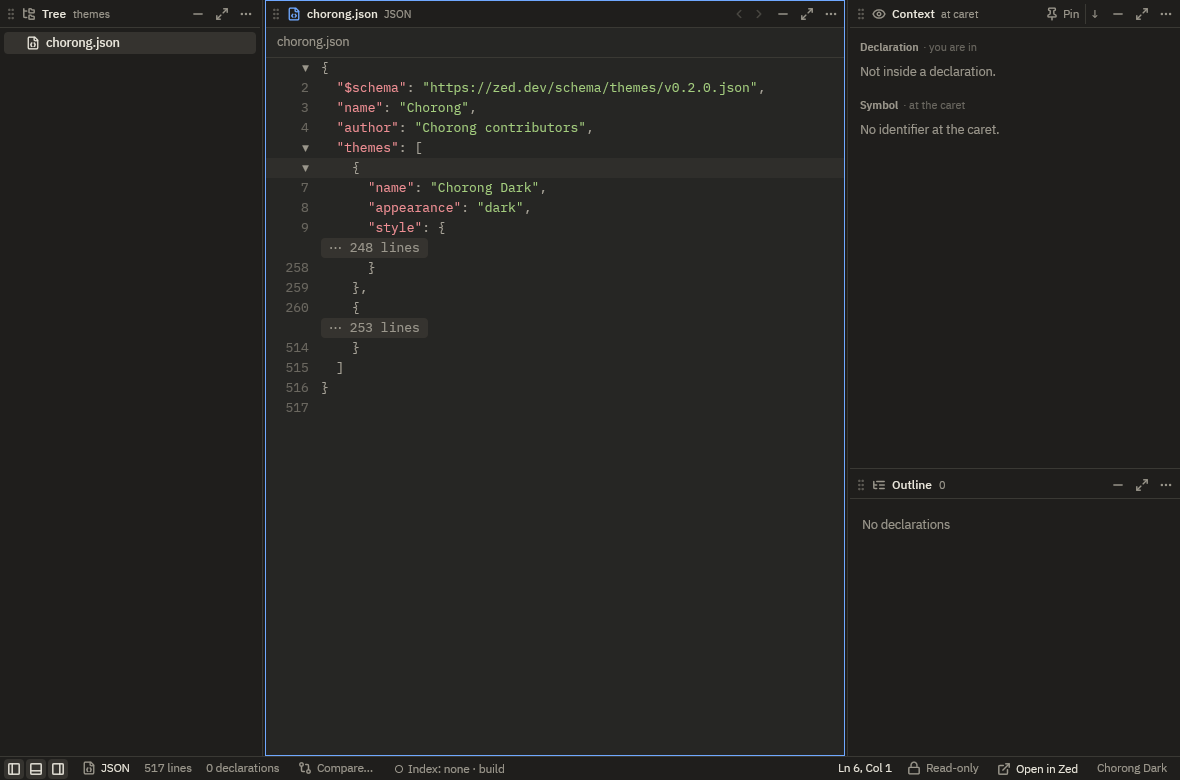 Tree themes
chorong.json
chorong.json JSON
chorong.json
{
2 "$schema": "https://zed.dev/schema/themes/v0.2.0.json",
3 "name": "Chorong",
4 "author": "Chorong contributors",
"themes": [
{
7 "name": "Chorong Dark",
8 "appearance": "dark",
9 "style": {
··· 248 lines
258 }
259 },
260 {
··· 253 lines
514 }
515 ]
516 }
517
Context at caret Pin ↓
Declaration · you are in
Not inside a declaration.
Symbol · at the caret
No identifier at the caret.
Outline 0
No declarations
JSON 517 lines 0 declarations Compare... Index: none · build Ln 6, Col 1 Read-only Open in Zed Chorong Dark